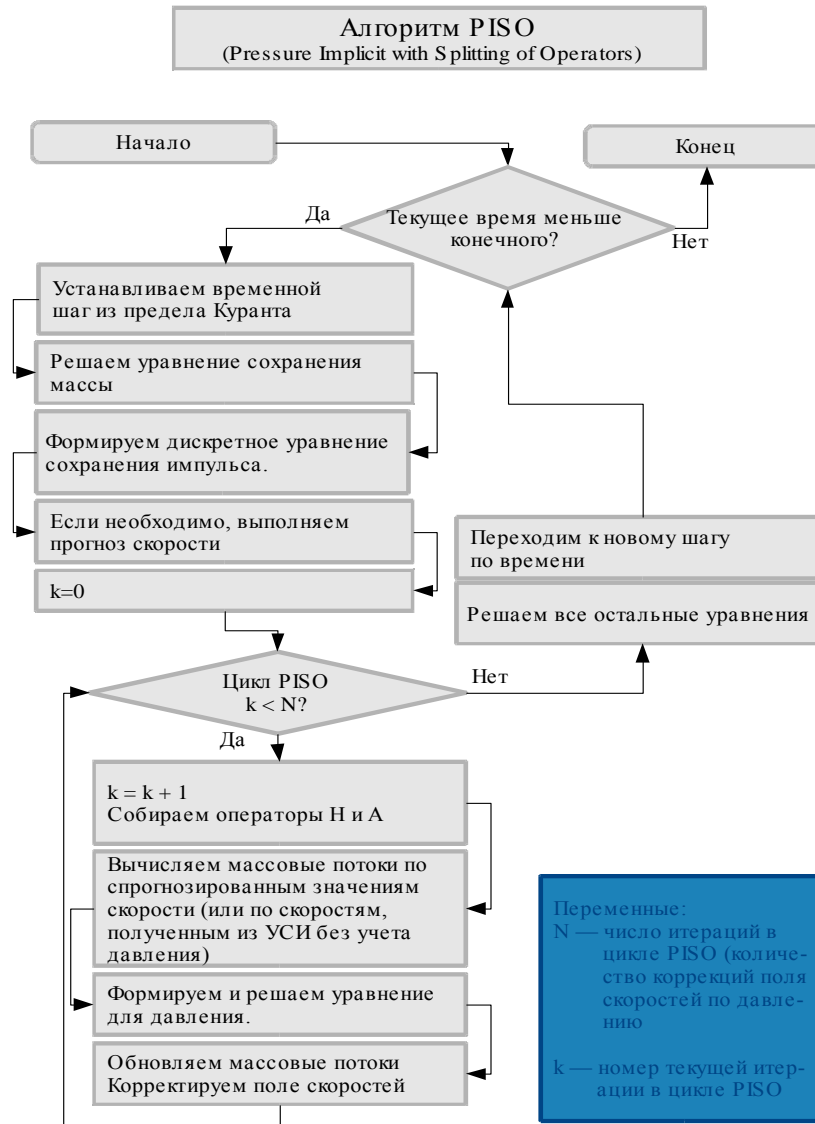 Алгоритм PISO
(Pressure Implicit with Splitting of Operators)
Начало
Конец
Текущее время меньше
конечного?
Да
Нет
Устанавливаем временной
шаг из предела Куранта
Решаем уравнение сохранения
массы
Формируем дискретное уравнение
сохранения импульса.
Если необходимо, выполняем
прогноз скорости
k=0
Переходим к новому шагу
по времени
Решаем все остальные уравнения
Цикл PISO
k < N?
Нет
Да
k = k + 1
Собираем операторы H и A
Вычисляем массовые потоки по
спрогнозированным значениям
скорости (или по скоростям,
полученным из УСИ без учета
давления)
Формируем и решаем уравнение
для давления.
Обновляем массовые потоки
Корректируем поле скоростей
Переменные:
N — число итераций в
цикле PISO (количе-
ство коррекций поля
скоростей по давле-
нию
k — номер текущей итер-
ации в цикле PISO